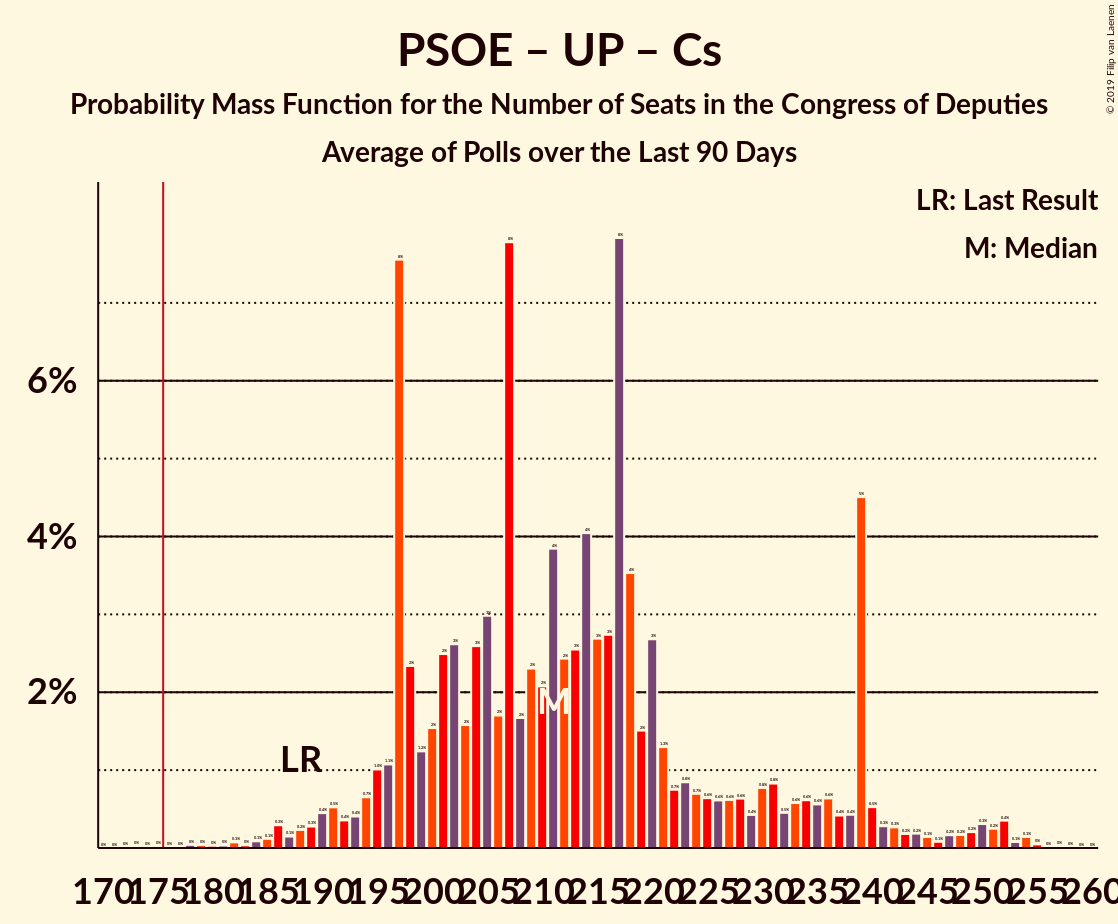 PSOE – UP – Cs
Probability Mass Function for the Number of Seats in the Congress of Deputies
Average of Polls over the Last 90 Days
© 2019 Filip van Laenen
LR: Last Result
M: Median
6%
4%
2%
LR
M
170 175 180 185 190 195 200 205 210 215 220 225 230 235 240 245 250 255 260